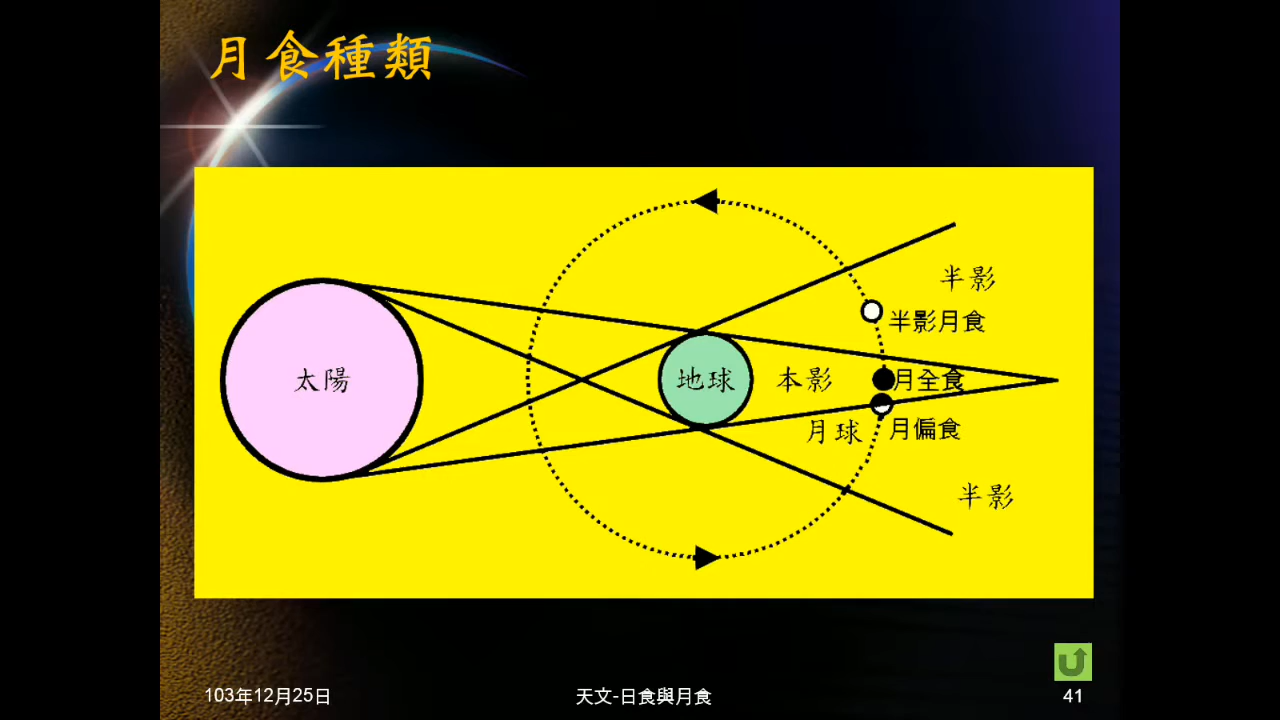 月食種類
半影
半影月食
太陽
地球
本影
月全食
月球
月偏食
半影
103年12月25日
天文-日食與月食
41